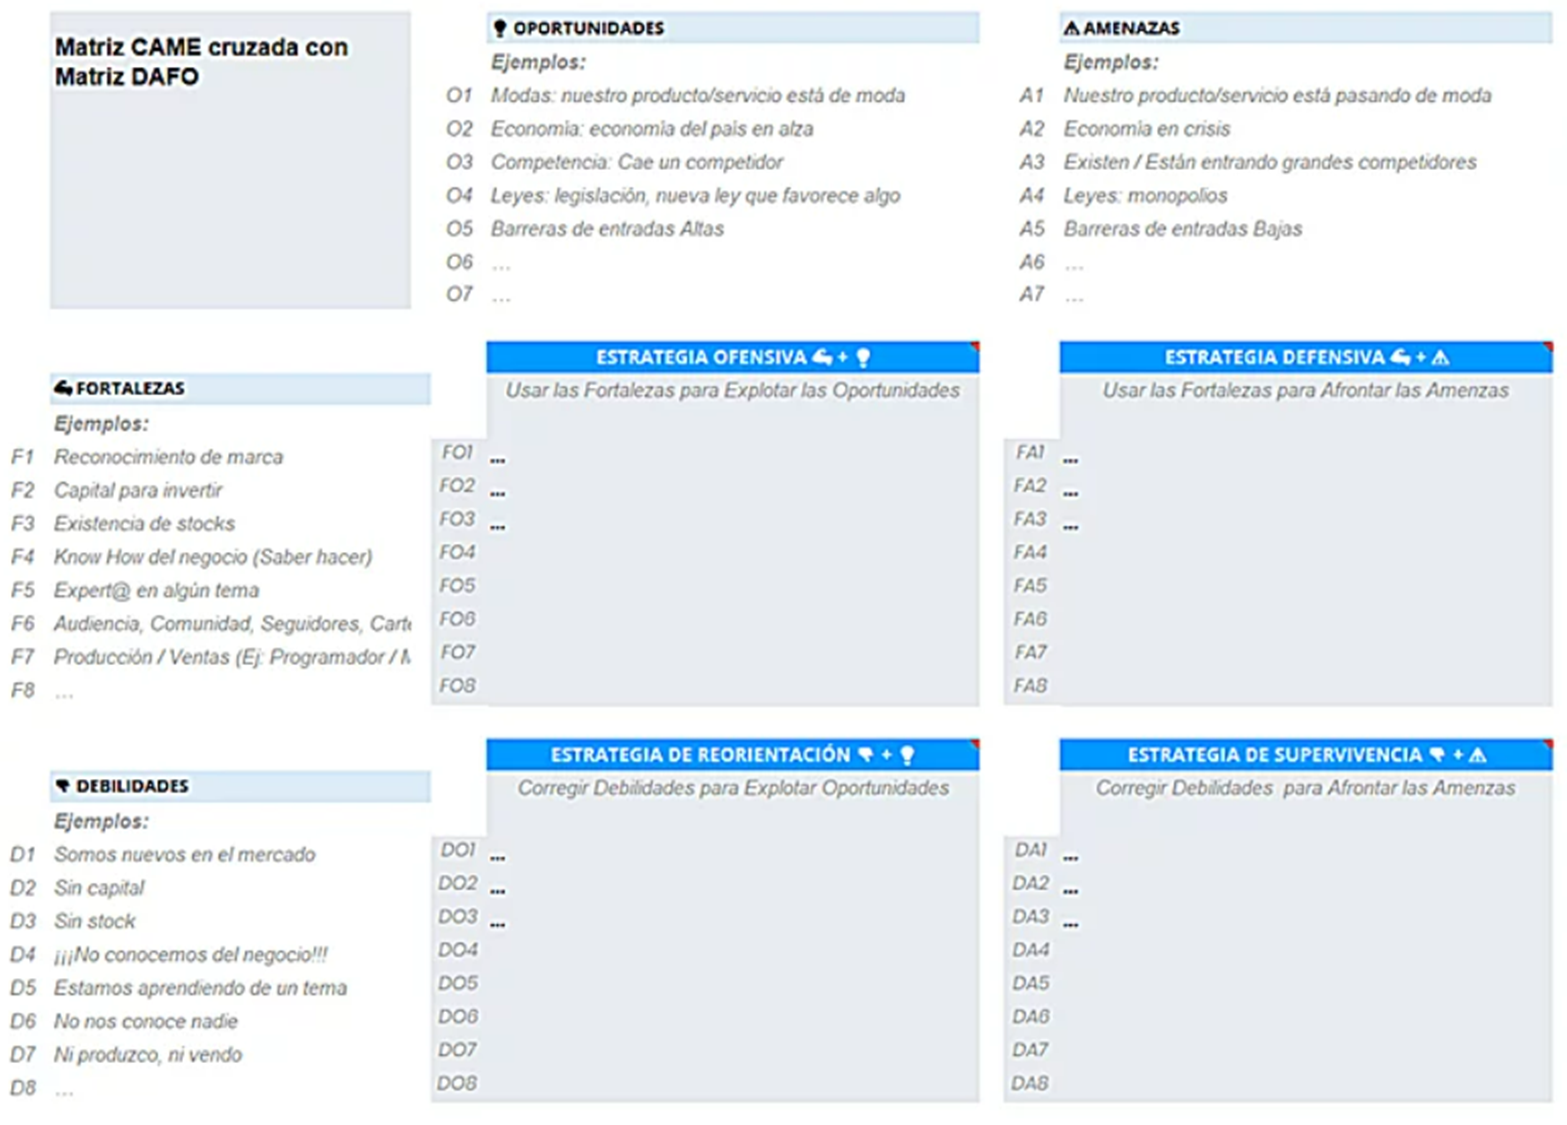 Matriz CAME cruzada con
Matriz DAFO
OPORTUNIDADES
Ejemplos:
O1 Modas: nuestro producto/servicio está de moda
O2 Economía: economía del país en alza
O3 Competencia: Cae un competidor
O4 Leyes: legislación, nueva ley que favorece algo
O5 Barreras de entradas Altas
O6 ...
O7 ...
AMENAZAS
Ejemplos:
A1 Nuestro producto/servicio está pasando de moda
A2 Economía en crisis
A3 Existen / Están entrando grandes competidores
A4 Leyes: monopolios
A5 Barreras de entradas Bajas
A6 ...
A7 ...
FORTALEZAS
Ejemplos:
F1 Reconocimiento de marca
F2 Capital para invertir
F3 Existencia de stocks
F4 Know How del negocio (Saber hacer)
F5 Expert@ en algún tema
F6 Audiencia, Comunidad, Seguidores, Carte
F7 Producción / Ventas (Ej: Programador / M
F8 ...
ESTRATEGIA OFENSIVA +
Usar las Fortalezas para Explotar las Oportunidades
FO1 ...
FO2 ...
FO3 ...
FO4
FO5
FO6
FO7
FO8
ESTRATEGIA DEFENSIVA +
Usar las Fortalezas para Afrontar las Amenzas
FA1 ...
FA2 ...
FA3 ...
FA4
FA5
FA6
FA7
FA8
DEBILIDADES
Ejemplos:
D1 Somos nuevos en el mercado
D2 Sin capital
D3 Sin stock
D4 ¡¡¡No conocemos del negocio!!!
D5 Estamos aprendiendo de un tema
D6 No nos conoce nadie
D7 Ni produzco, ni vendo
D8 ...
ESTRATEGIA DE REORIENTACIÓN +
Corregir Debilidades para Explotar Oportunidades
DO1 ...
DO2 ...
DO3 ...
DO4
DO5
DO6
DO7
DO8
ESTRATEGIA DE SUPERVIVENCIA +
Corregir Debilidades para Afrontar las Amenzas
DA1 ...
DA2 ...
DA3 ...
DA4
DA5
DA6
DA7
DA8